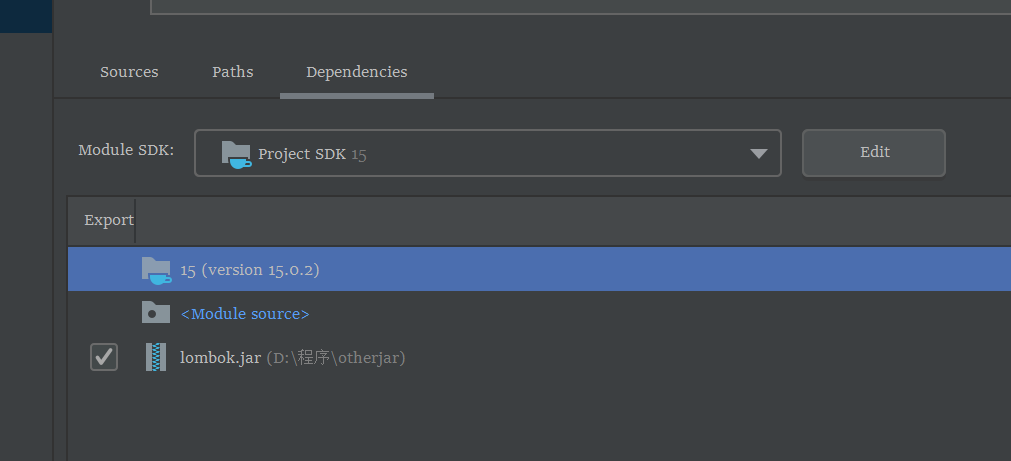 Sources Paths Dependencies
Module SDK: Project SDK 15 Edit
Export
15 (version 15.0.2)
<Module source>
lombok.jar (D:\程序\otherjar)